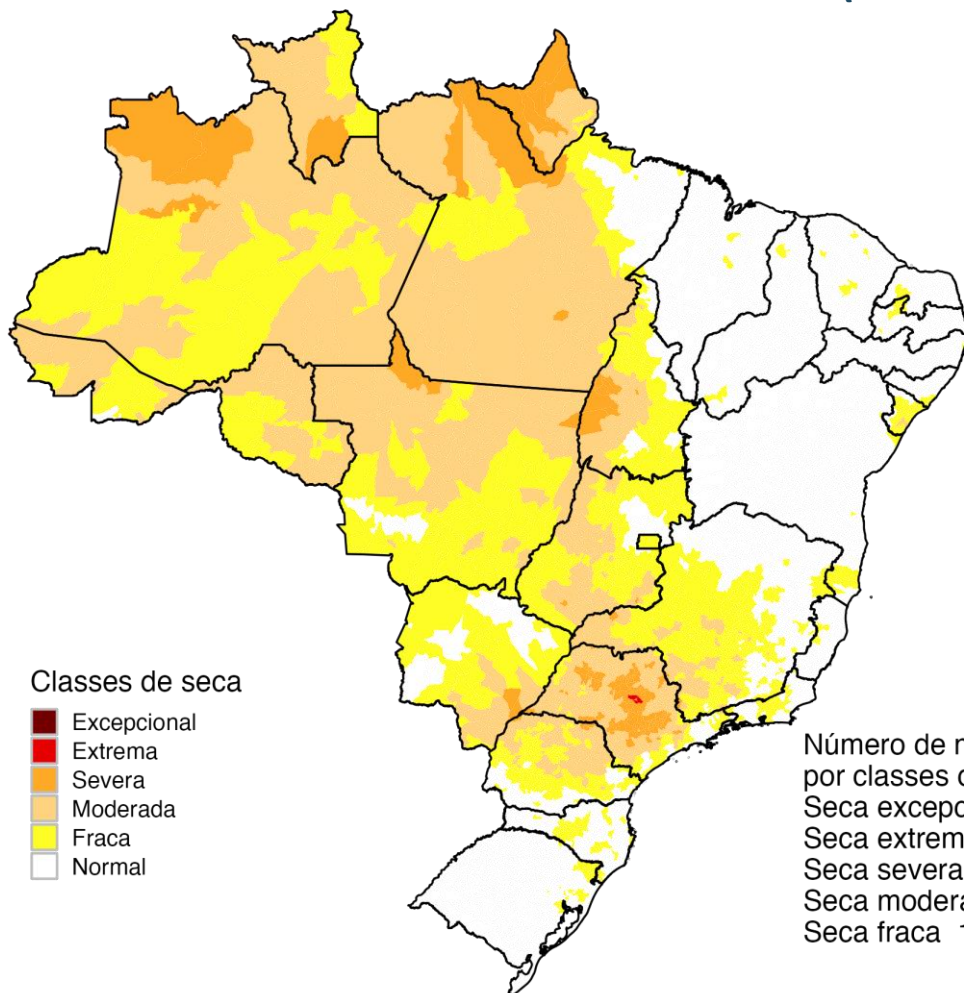 Classes de seca
Excepcional
Extrema
Severa
Moderada
Fraca
Normal
Número de
por classes
Seca
Seca
Seca severa
Seca
Seca fraca